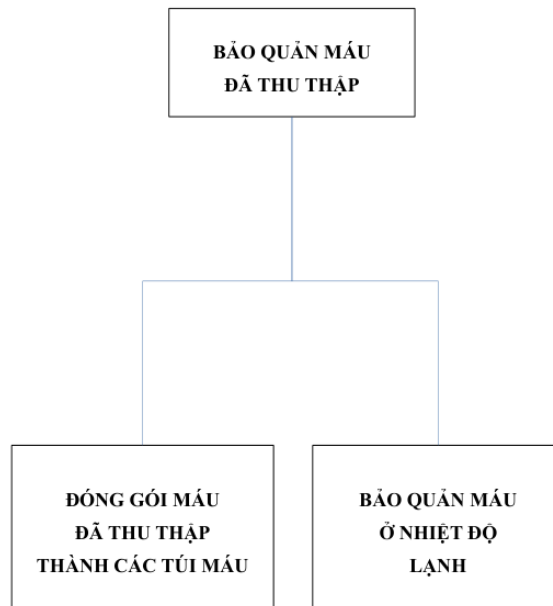 BẢO QUẢN MÁU
ĐÃ THU THẬP
ĐÓNG GÓI MÁU
ĐÃ THU THẬP
THÀNH CÁC TÚI MÁU
BẢO QUẢN MÁU
Ở NHIỆT ĐỘ
LẠNH